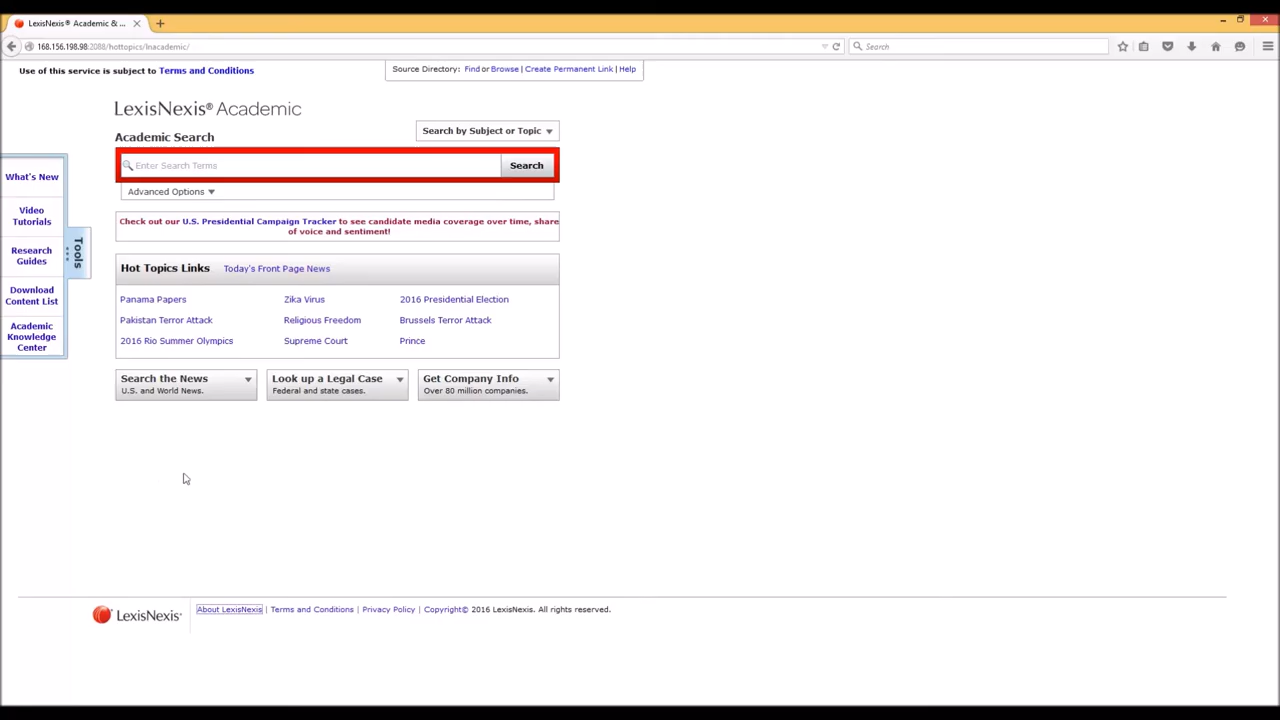 LexisNexis® Academic & ...
168.156.198.98:2088/hottopics/lnacademic/
Search
Use of this service is subject to Terms and Conditions
Source Directory: Find or Browse | Create Permanent Link | Help
LexisNexis® Academic
Academic Search
Search by Subject or Topic
Enter Search Terms
Search
Advanced Options
What's New
Video
Tutorials
Research
Guides
Download
Content List
Academic
Knowledge
Center
Tools
Check out our U.S. Presidential Campaign Tracker to see candidate media coverage over time, share
of voice and sentiment!
Hot Topics Links Today's Front Page News
Panama Papers Zika Virus 2016 Presidential Election
Pakistan Terror Attack Religious Freedom Brussels Terror Attack
2016 Rio Summer Olympics Supreme Court Prince
Search the News
U.S. and World News.
Look up a Legal Case
Federal and state cases.
Get Company Info
Over 80 million companies.
LexisNexis®
About LexisNexis | Terms and Conditions | Privacy Policy | Copyright© 2016 LexisNexis. All rights reserved.